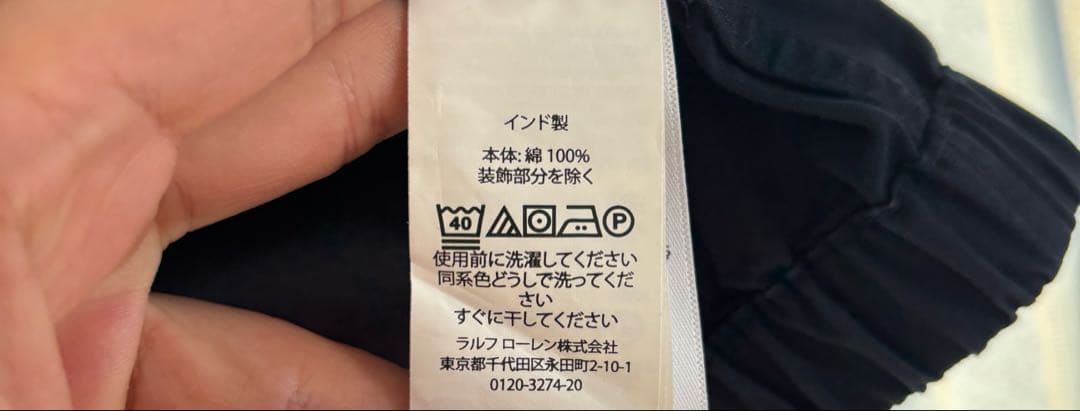 インド製
本体: 綿 100%
装飾部分を除く
40 P
使用前に洗濯してください
同系色どうしで洗ってくだ
さい
すぐに干してください
ラルフ ローレン株式会社
東京都千代田区永田町2-10-1
0120-3274-20